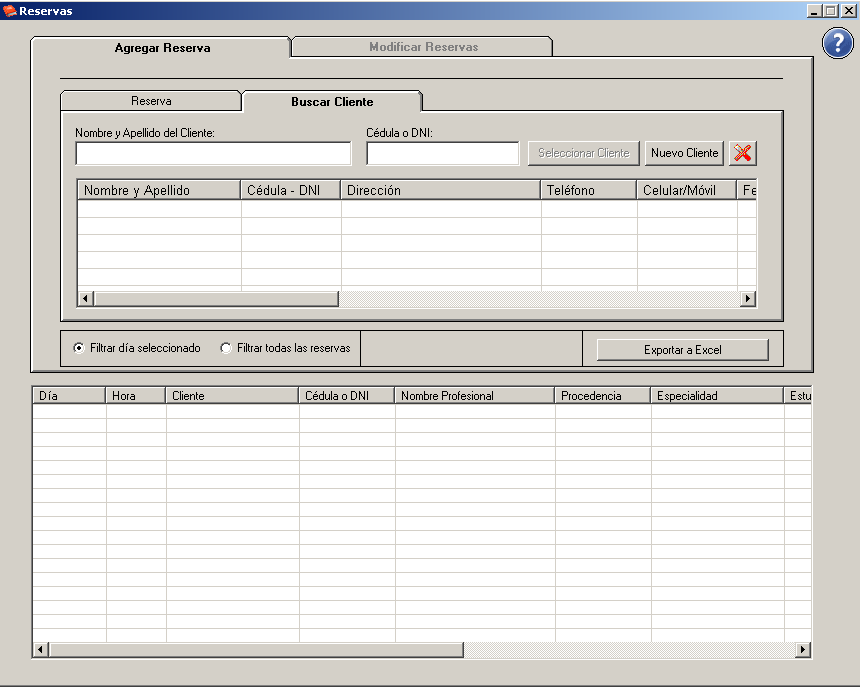 Reservas
Agregar Reserva
Modificar Reservas
?
Reserva
Buscar Cliente
Nombre y Apellido del Cliente:
Cédula o DNI:
Seleccionar Cliente
Nuevo Cliente
Nombre y Apellido Cédula - DNI Dirección Teléfono Celular/Móvil Fe
Filtrar día seleccionado
Filtrar todas las reservas
Exportar a Excel
Día Hora Cliente Cédula o DNI Nombre Profesional Procedencia Especialidad Estu